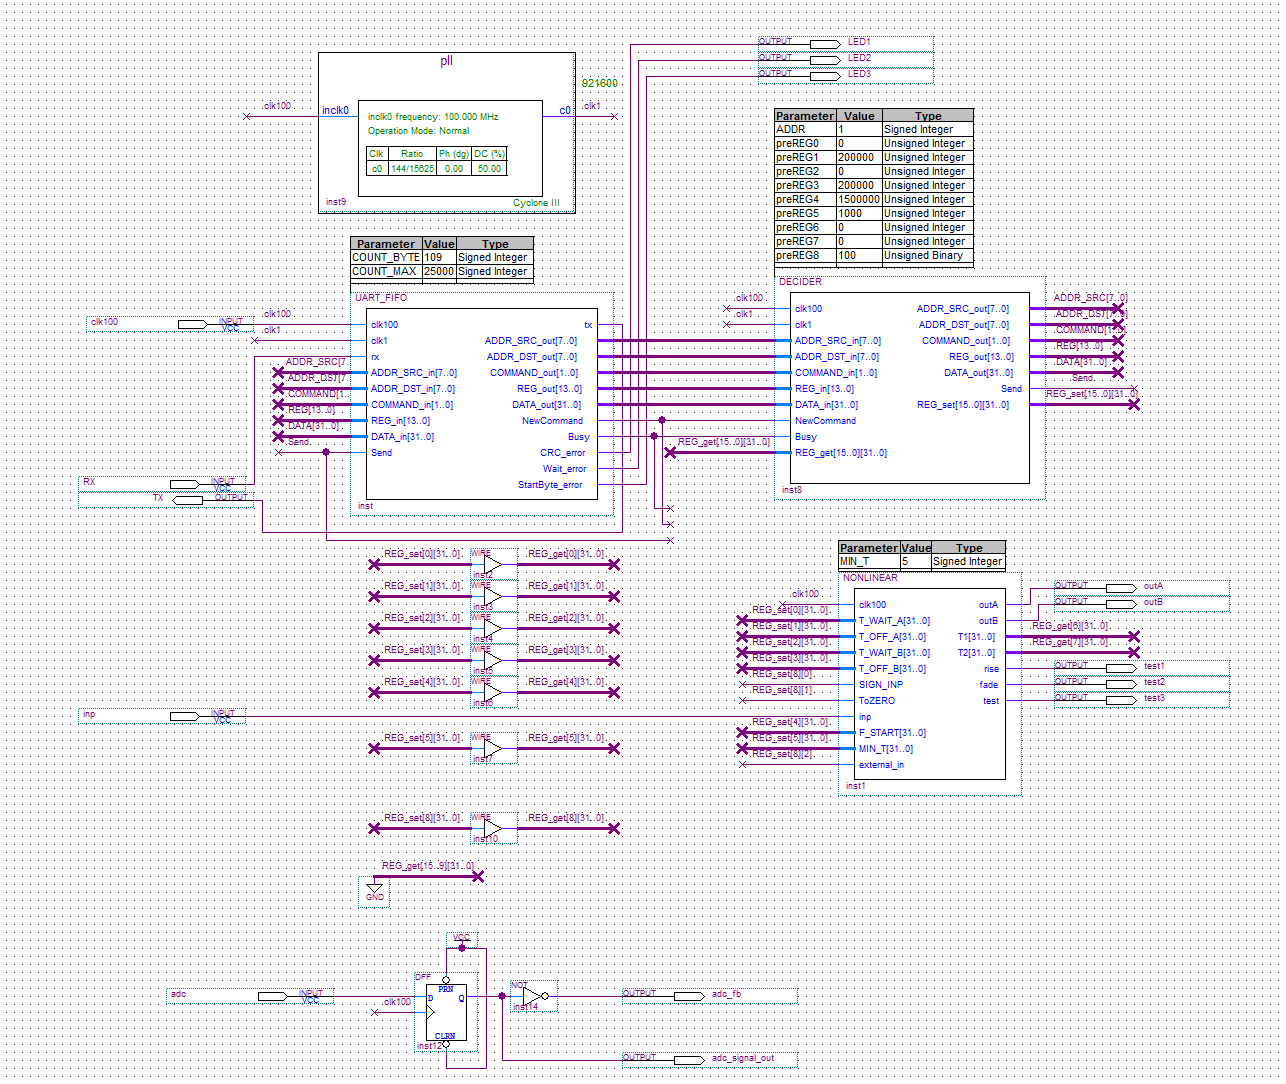 pll
921600
clk100
inclk0
c0
clk1
inclk0 frequency: 100.000 MHz
Operation Mode: Normal
Clk Ratio Ph (dg) DC (%)
c0 144/15625 0.00 50.00
inst9
Cyclone III
OUTPUT LED1
OUTPUT LED2
OUTPUT LED3
Parameter Value Type
ADDR 1 Signed Integer
preREG0 0 Unsigned Integer
preREG1 200000 Unsigned Integer
preREG2 0 Unsigned Integer
preREG3 200000 Unsigned Integer
preREG4 1500000 Unsigned Integer
preREG5 1000 Unsigned Integer
preREG6 0 Unsigned Integer
preREG7 0 Unsigned Integer
preREG8 100 Unsigned Binary
Parameter Value Type
COUNT_BYTE 109 Signed Integer
COUNT_MAX 25000 Signed Integer
UART_FIFO
clk100 INPUT VCC
clk100
clk1
ADDR_SRC[7..
ADDR_DST[7..
COMMAND[1..
REG[13..0]
DATA[31..0]
Send
clk100 tx
clk1 ADDR_SRC_out[7..0]
rx ADDR_DST_out[7..0]
ADDR_SRC_in[7..0] COMMAND_out[1..0]
ADDR_DST_in[7..0] REG_out[13..0]
COMMAND_in[1..0] DATA_out[31..0]
REG_in[13..0] NewCommand
DATA_in[31..0] Busy
Send CRC_error
Wait_error
StartByte_error
inst
RX INPUT VCC
TX OUTPUT
DECIDER
clk100
clk1
REG_get[15..0][31..0]
clk100 ADDR_SRC_out[7..0]
clk1 ADDR_DST_out[7..0]
ADDR_SRC_in[7..0] COMMAND_out[1..0]
ADDR_DST_in[7..0] REG_out[13..0]
COMMAND_in[1..0] DATA_out[31..0]
REG_in[13..0] Send
DATA_in[31..0] REG_set[15..0][31..0]
NewCommand
Busy
REG_get[15..0][31..0]
inst8
ADDR_SRC[7..0]
ADDR_DST[7..0]
COMMAND[1..0]
REG[13..0]
DATA[31..0]
Send
REG_set[15..0][31..0]
REG_set[0][31..0] WIRE inst2 REG_get[0][31..0]
REG_set[1][31..0] WIRE inst3 REG_get[1][31..0]
REG_set[2][31..0] WIRE inst4 REG_get[2][31..0]
REG_set[3][31..0] WIRE inst5 REG_get[3][31..0]
REG_set[4][31..0] WIRE inst6 REG_get[4][31..0]
inp INPUT VCC
REG_set[5][31..0] WIRE inst7 REG_get[5][31..0]
REG_set[8][31..0] WIRE inst10 REG_get[8][31..0]
REG_get[15..9][31..0]
GND
Parameter Value Type
MIN_T 5 Signed Integer
NONLINEAR
clk100
REG_set[0][31..0]
REG_set[1][31..0]
REG_set[2][31..0]
REG_set[3][31..0]
REG_set[8][0]
REG_set[8][1]
REG_set[4][31..0]
REG_set[5][31..0]
REG_set[8][2]
clk100 outA
T_WAIT_A[31..0] outB
T_OFF_A[31..0] T1[31..0]
T_WAIT_B[31..0] T2[31..0]
T_OFF_B[31..0] rise
SIGN_INP fade
ToZERO test
inp
F_START[31..0]
MIN_T[31..0]
external_in
inst1
OUTPUT outA
OUTPUT outB
REG_get[6][31..0]
REG_get[7][31..0]
OUTPUT test1
OUTPUT test2
OUTPUT test3
VCC
DFF
adc INPUT VCC
clk100
PRN
D Q
CLRN
inst12
NOT
inst14
OUTPUT adc_fb
OUTPUT adc_signal_out